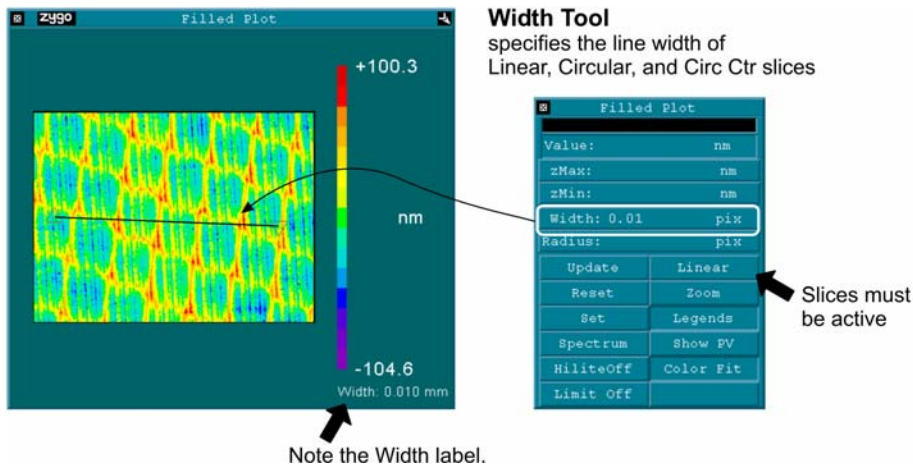 zygo Filled Plot
+100.3
nm
-104.6
Width: 0.010 mm
Note the Width label.
Width Tool
specifies the line width of
Linear, Circular, and Circ Ctr slices
Filled Plot
Value: nm
zMax: nm
zMin: nm
Width: 0.01 pix
Radius: pix
Update Linear
Reset Zoom
Set Legends
Spectrum Show PV
HiliteOff Color Fit
Limit Off
Slices must
be active